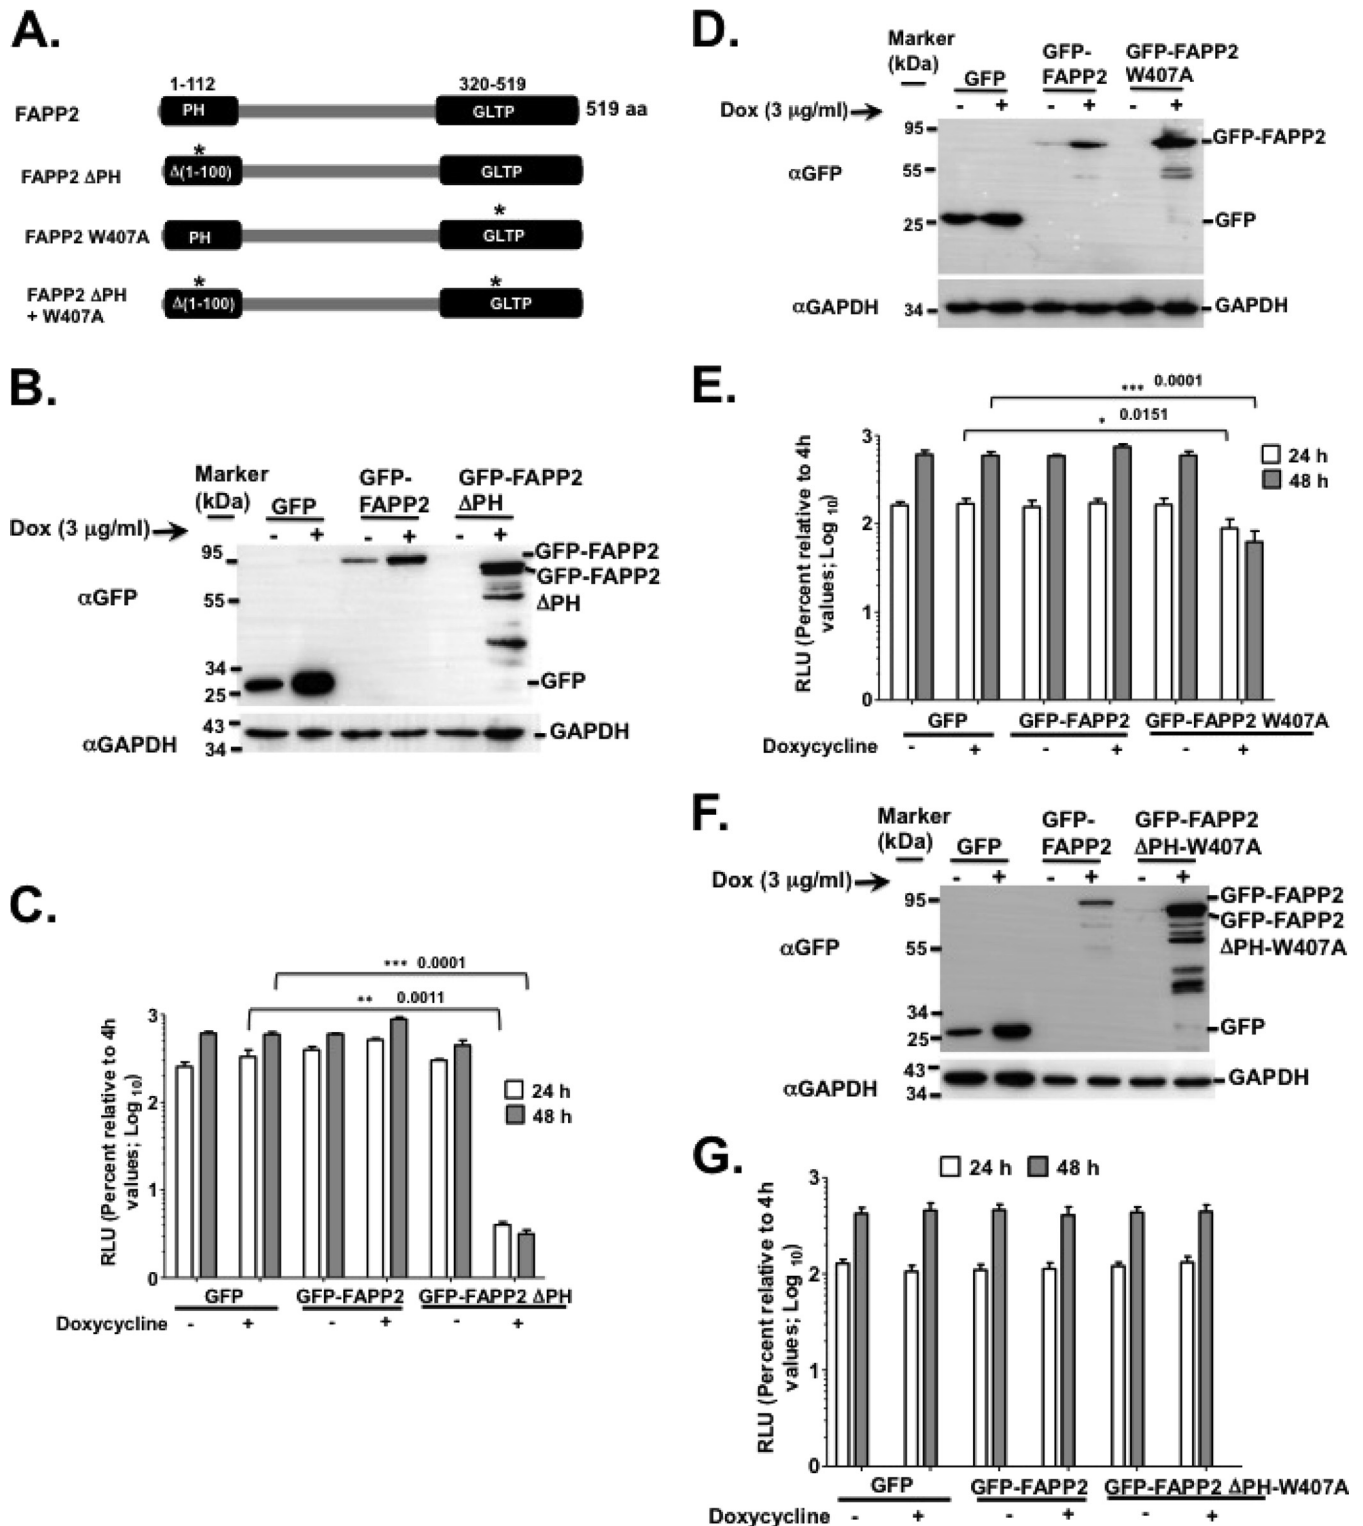 A.
1-112
320-519
FAPP2
PH
GLTP
519 aa
*
FAPP2 ΔPH
Δ(1-100)
GLTP
*
FAPP2 W407A
PH
GLTP
* *
FAPP2 ΔPH
+ W407A
Δ(1-100)
GLTP
B.
Marker
(kDa)
GFP
GFP-
FAPP2
GFP-FAPP2
ΔPH
Dox (3 μg/ml)
- + - + - +
αGFP
95
55
34
25
GFP-FAPP2
GFP-FAPP2
ΔPH
GFP
αGAPDH
43
34
GAPDH
C.
*** 0.0001
** 0.0011
RLU (Percent relative to 4h
values; Log 10)
3
2
1
0
24 h
48 h
GFP GFP-FAPP2 GFP-FAPP2 ΔPH
Doxycycline - + - + - +
D.
Marker
(kDa)
GFP
GFP-
FAPP2
GFP-FAPP2
W407A
Dox (3 μg/ml)
- + - + - +
αGFP
95
55
25
GFP-FAPP2
GFP
αGAPDH
34
GAPDH
E.
*** 0.0001
* 0.0151
RLU (Percent relative to 4h
values; Log 10)
3
2
1
0
24 h
48 h
GFP GFP-FAPP2 GFP-FAPP2 W407A
Doxycycline - + - + - +
F.
Marker
(kDa)
GFP
GFP-
FAPP2
GFP-FAPP2
ΔPH-W407A
Dox (3 μg/ml)
- + - + - +
αGFP
95
55
34
25
GFP-FAPP2
GFP-FAPP2
ΔPH-W407A
GFP
αGAPDH
43
34
GAPDH
G.
24 h 48 h
RLU (Percent relative to 4h
values; Log 10)
3
2
1
0
GFP GFP-FAPP2 GFP-FAPP2 ΔPH-W407A
Doxycycline - + - + - +